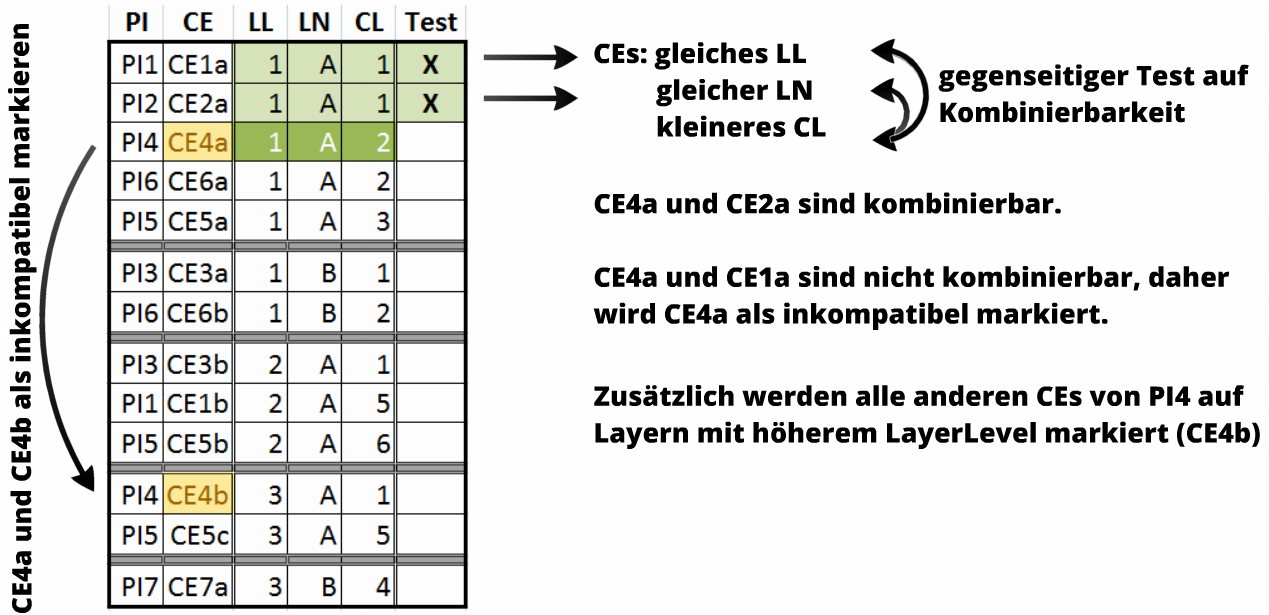 CE4a und CE4b als inkompatibel markieren
PI CE LL LN CL Test
PI1 CE1a 1 A 1 X
PI2 CE2a 1 A 1 X
PI4 CE4a 1 A 2
PI6 CE6a 1 A 2
PI5 CE5a 1 A 3
PI3 CE3a 1 B 1
PI6 CE6b 1 B 2
PI3 CE3b 2 A 1
PI1 CE1b 2 A 5
PI5 CE5b 2 A 6
PI4 CE4b 3 A 1
PI5 CE5c 3 A 5
PI7 CE7a 3 B 4
CEs: gleiches LL
gleicher LN
kleineres CL
gegenseitiger Test auf
Kombinierbarkeit
CE4a und CE2a sind kombinierbar.
CE4a und CE1a sind nicht kombinierbar, daher
wird CE4a als inkompatibel markiert.
Zusätzlich werden alle anderen CEs von PI4 auf
Layern mit höherem LayerLevel markiert (CE4b)